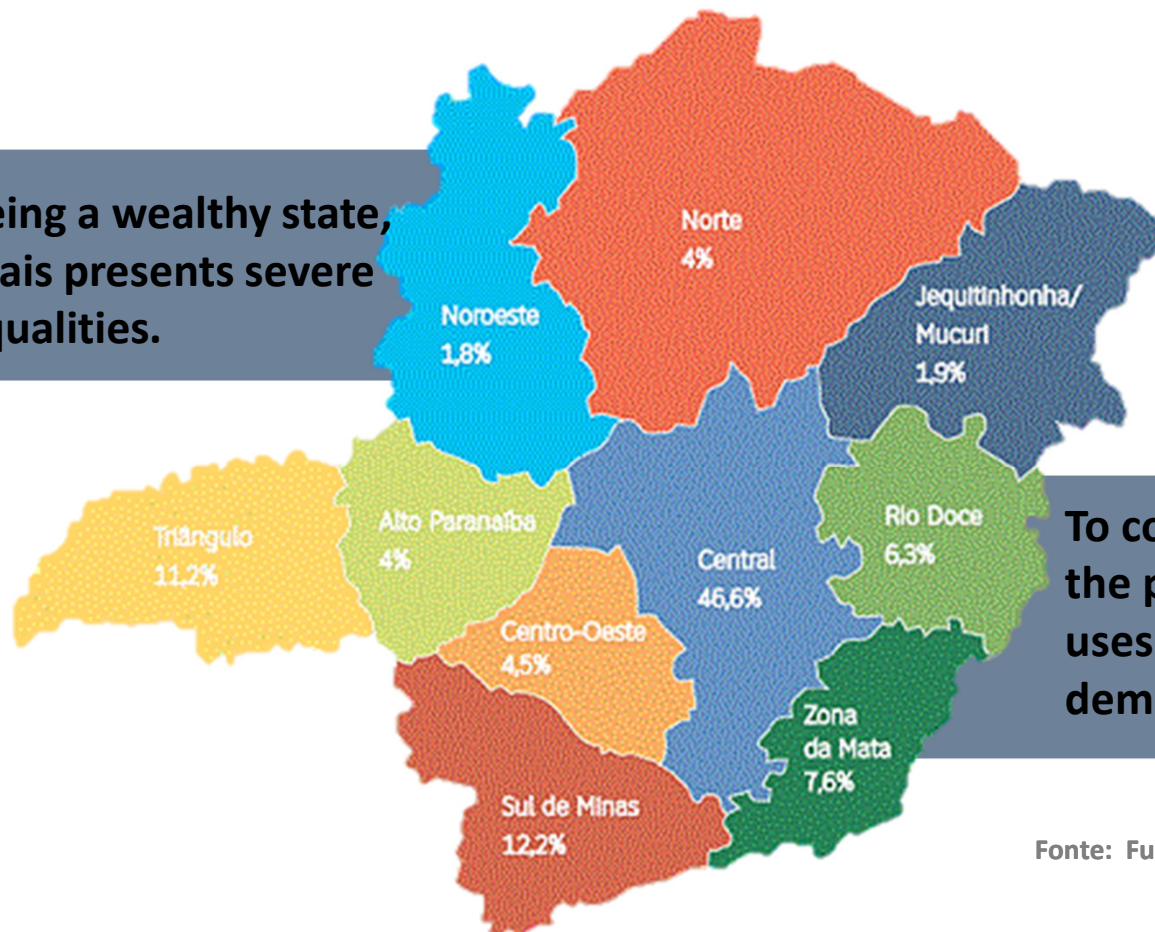 eing a wealthy state,
ais presents severe
qualities.
Norte
4%
Noroeste
1,8%
Jequitinhonha/
Mucuri
1,9%
Triângulo
11,2%
Alto Paranaíba
4%
Central
46,6%
Rio Doce
6,3%
To co
the p
uses
dem
Centro-Oeste
4,5%
Zona
da Mata
7,6%
Sul de Minas
12,2%
Fonte: Fu